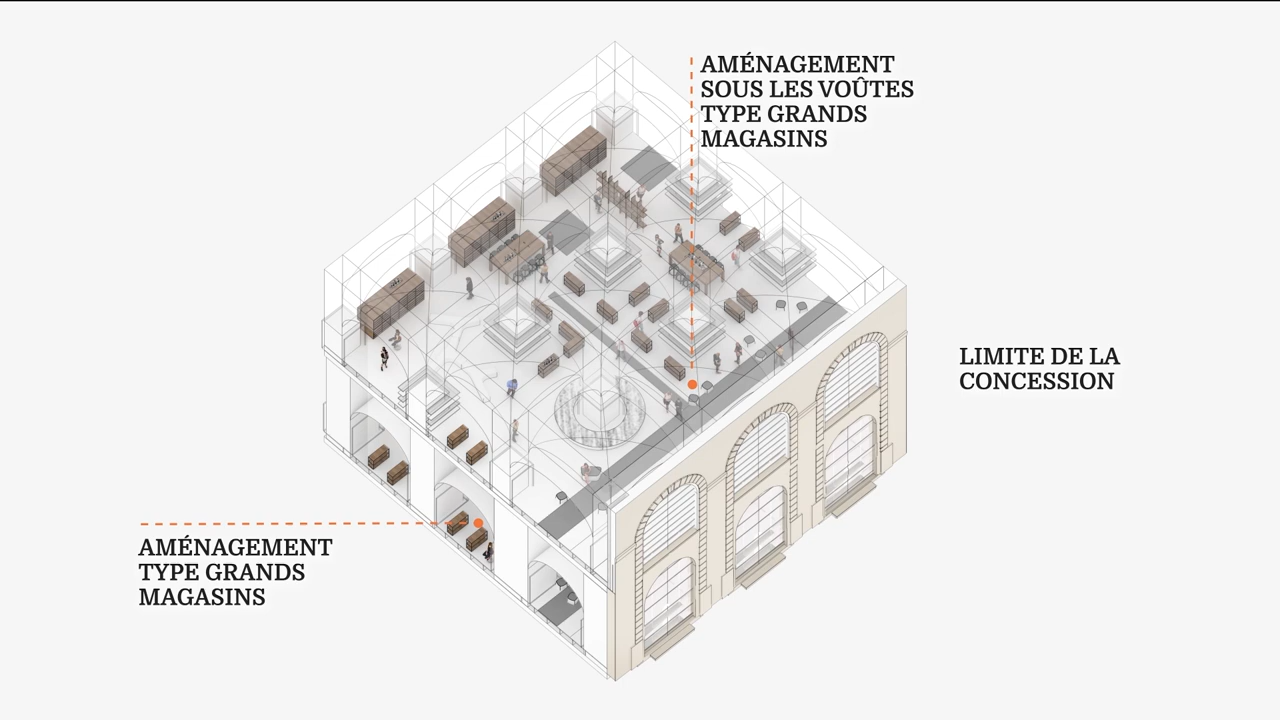 AMÉNAGEMENT
SOUS LES VOÛTES
TYPE GRANDS
MAGASINS
LIMITE DE LA
CONCESSION
AMÉNAGEMENT
TYPE GRANDS
MAGASINS